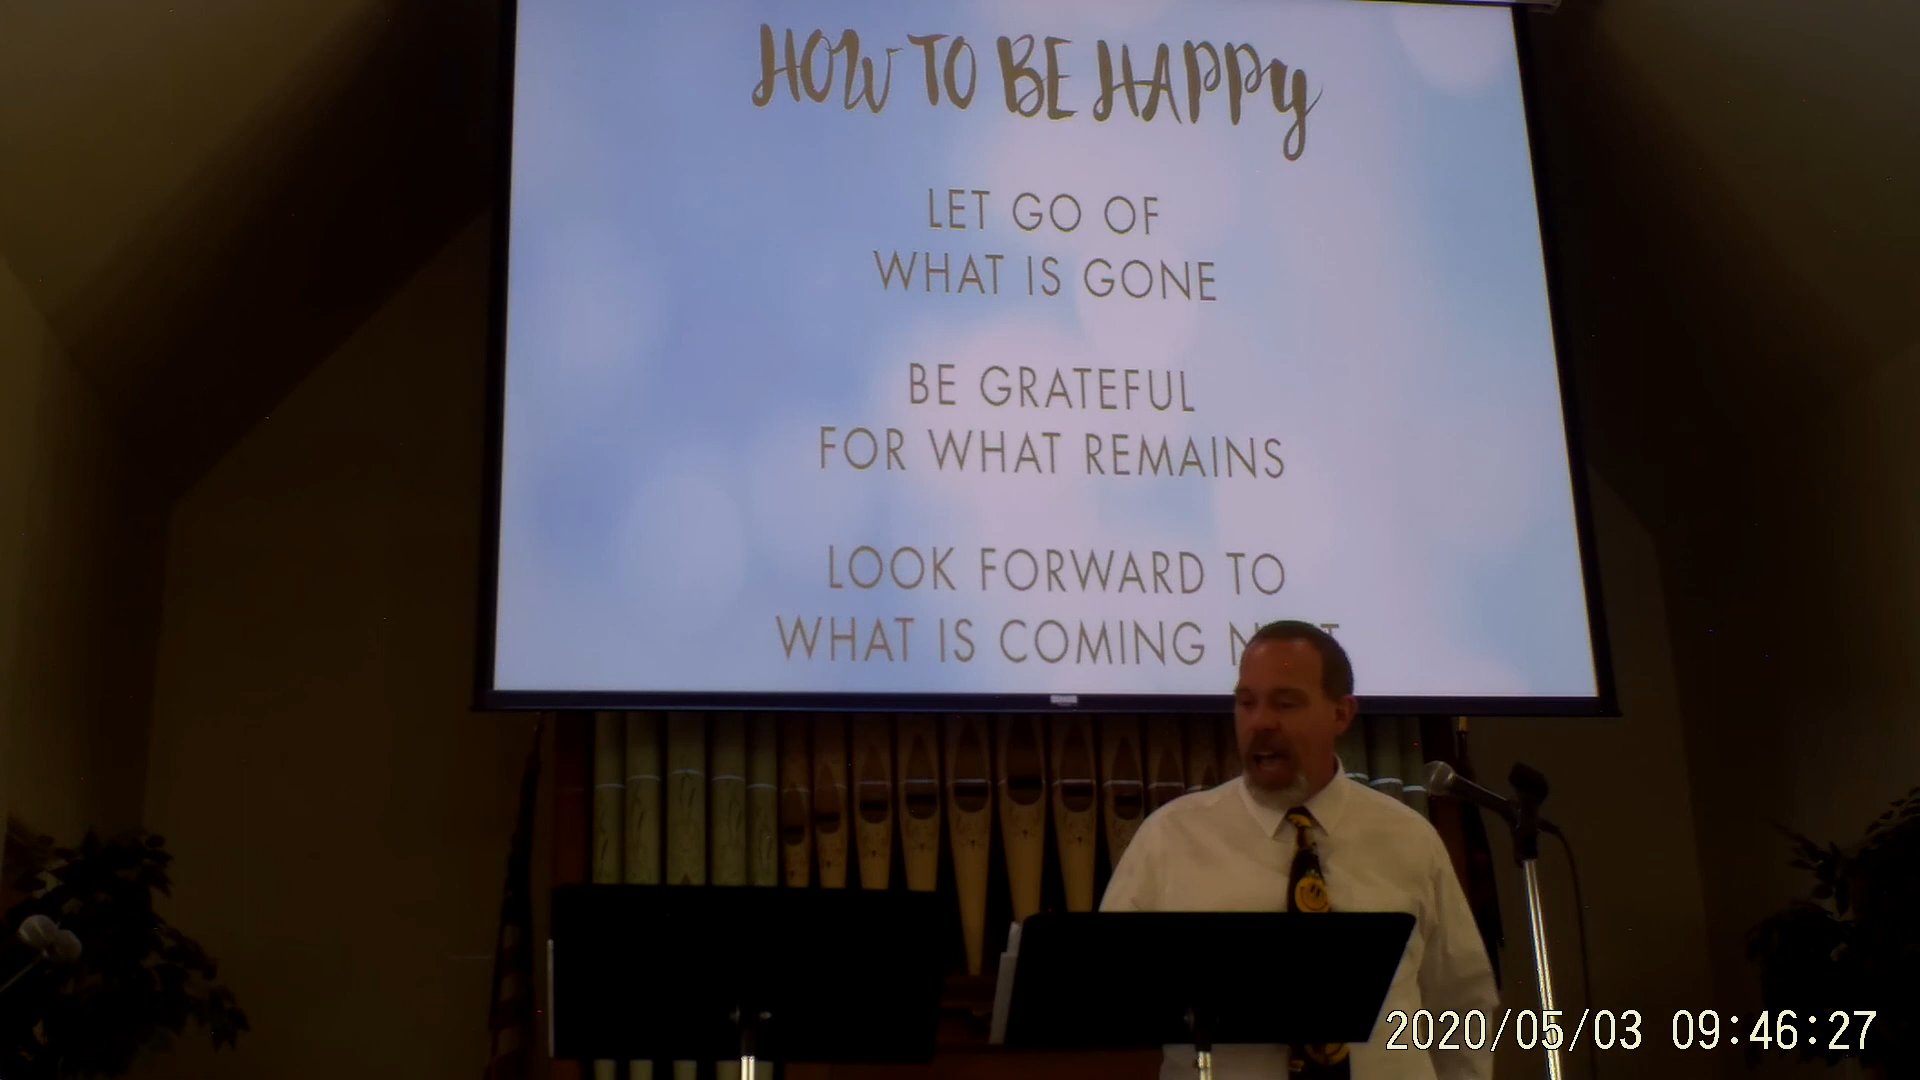 HOW TO BE HAPPY
LET GO OF
WHAT IS GONE
BE GRATEFUL
FOR WHAT REMAINS
LOOK FORWARD TO
WHAT IS COMING
2020/05/03 09:46:27